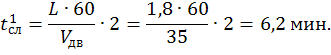 t¹сл = (L · 60)/Vдв · 2 = (1,8 · 60)/35 · 2 = 6,2 мин.